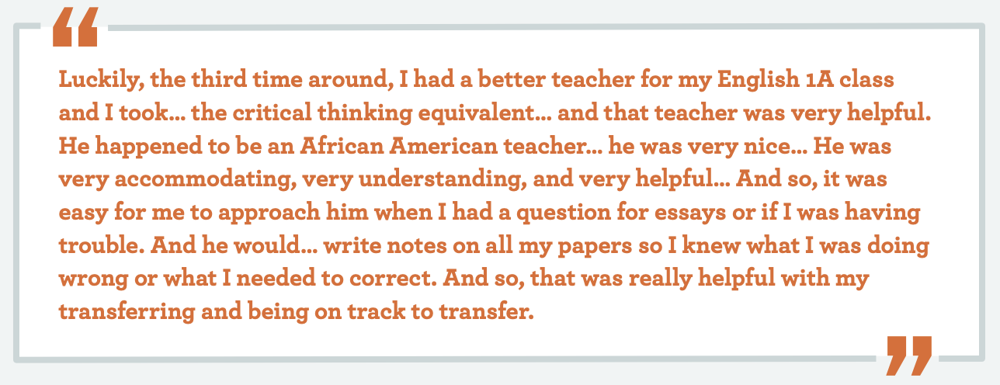 “
Luckily, the third time around, I had a better teacher for my English 1A class
and I took... the critical thinking equivalent... and that teacher was very helpful.
He happened to be an African American teacher... he was very nice... He was
very accommodating, very understanding, and very helpful... And so, it was
easy for me to approach him when I had a question for essays or if I was having
trouble. And he would... write notes on all my papers so I knew what I was doing
wrong or what I needed to correct. And so, that was really helpful with my
transferring and being on track to transfer.
”